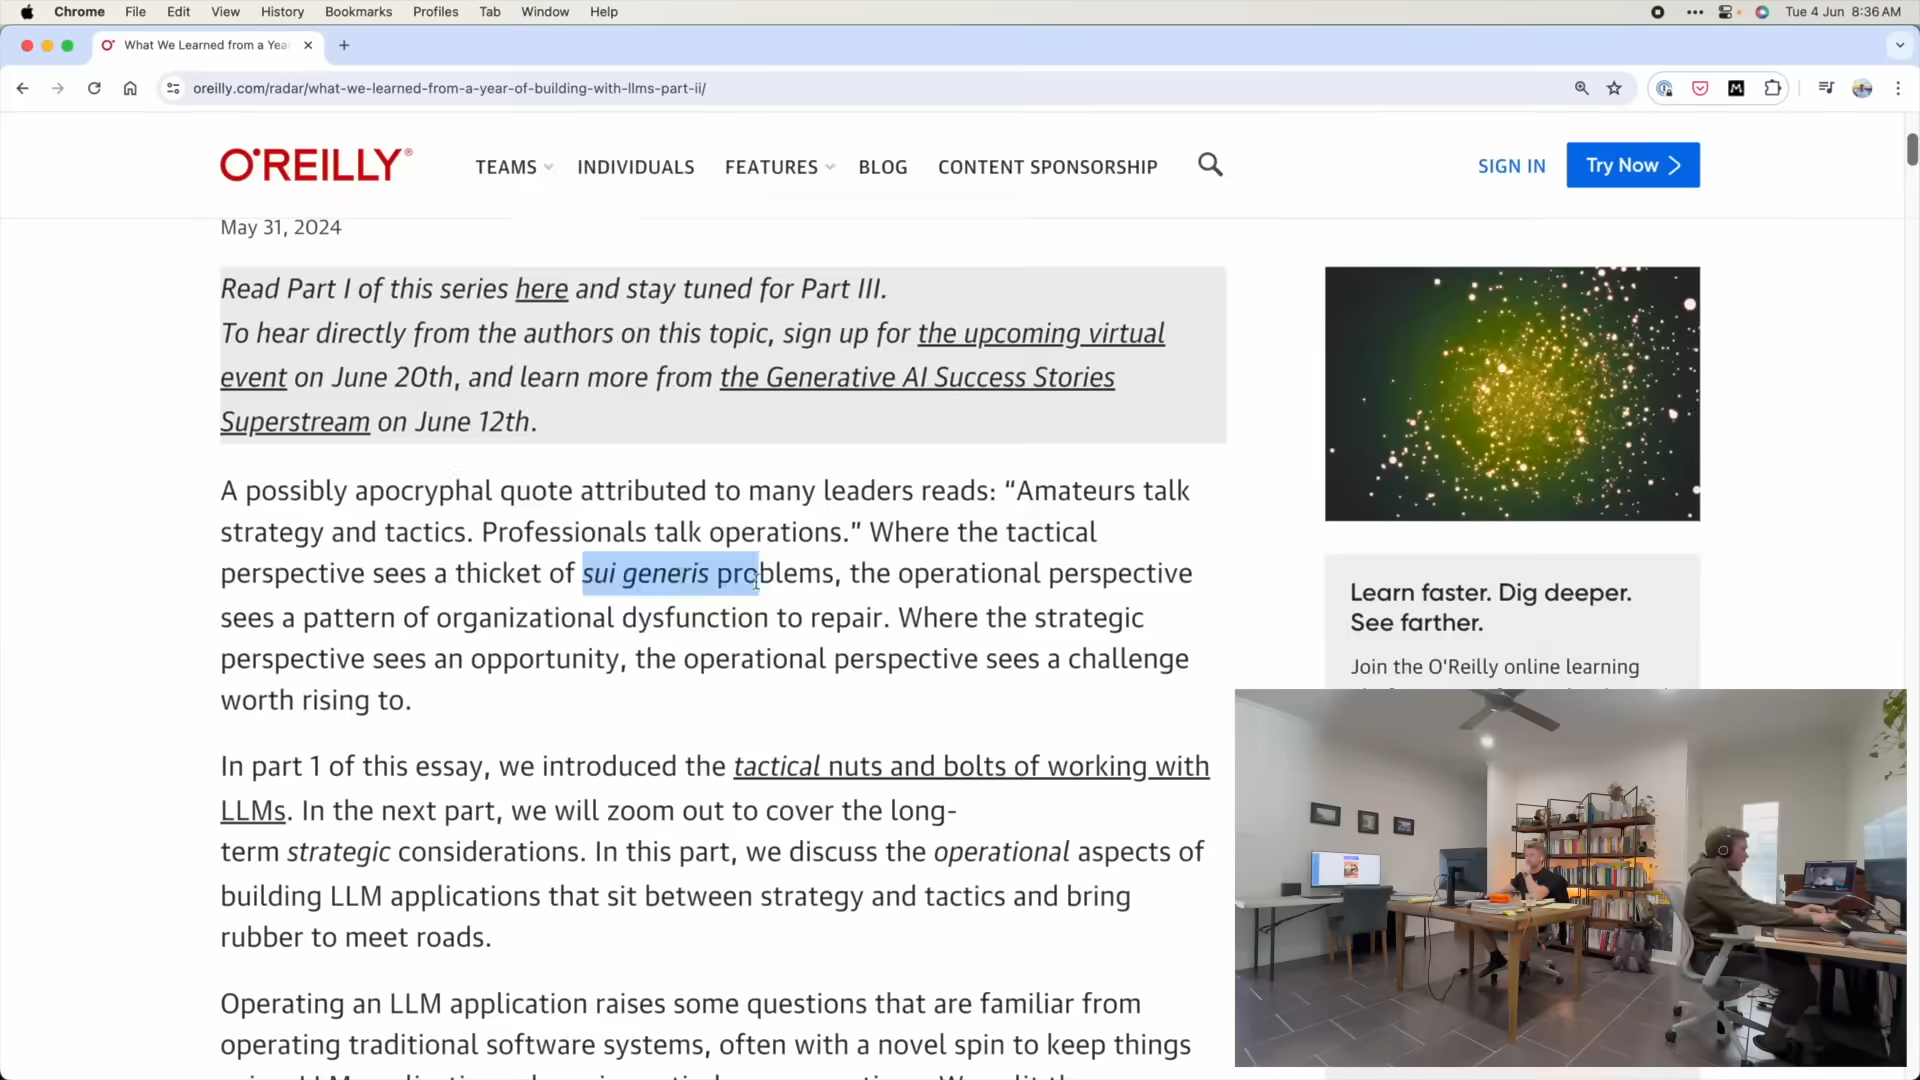 Chrome File Edit View History Bookmarks Profiles Tab Window Help
Tue 4 Jun 8:36 AM
What We Learned from a Yea
oreilly.com/radar/what-we-learned-from-a-year-of-building-with-llms-part-ii/
O'REILLY®
TEAMS INDIVIDUALS FEATURES BLOG CONTENT SPONSORSHIP
SIGN IN
Try Now
May 31, 2024
Read Part I of this series here and stay tuned for Part III.
To hear directly from the authors on this topic, sign up for the upcoming virtual
event on June 20th, and learn more from the Generative AI Success Stories
Superstream on June 12th.
A possibly apocryphal quote attributed to many leaders reads: “Amateurs talk
strategy and tactics. Professionals talk operations.” Where the tactical
perspective sees a thicket of sui generis problems, the operational perspective
sees a pattern of organizational dysfunction to repair. Where the strategic
perspective sees an opportunity, the operational perspective sees a challenge
worth rising to.
In part 1 of this essay, we introduced the tactical nuts and bolts of working with
LLMs. In the next part, we will zoom out to cover the long-
term strategic considerations. In this part, we discuss the operational aspects of
building LLM applications that sit between strategy and tactics and bring
rubber to meet roads.
Operating an LLM application raises some questions that are familiar from
operating traditional software systems, often with a novel spin to keep things
Learn faster. Dig deeper.
See farther.
Join the O'Reilly online learning